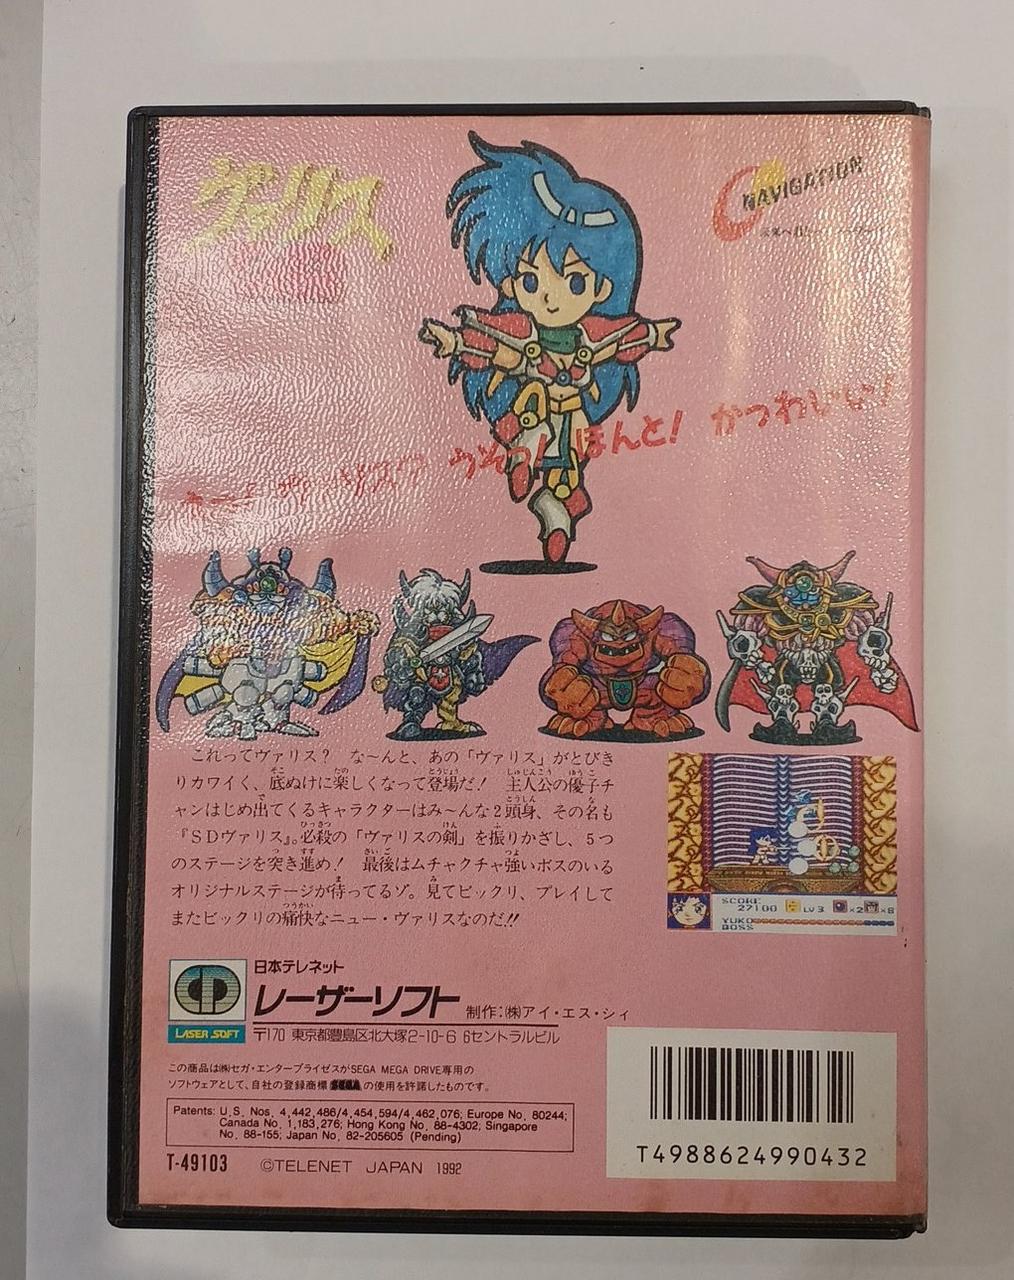 ヴァリス
NAVIGATION
うそっ! ほんと! かっわいいい!
これってヴァリス? な~んと、あの「ヴァリス」がとびき
りカワイく、底ぬけに楽しくなって登場だ! 主人公の優子チ
ャンはじめ出てくるキャラクターはみ~んな2頭身、その名も
『SDヴァリス』。必殺の「ヴァリスの剣」を振りかざし、5つ
のステージを突き進め! 最後はムチャクチャ強いボスのいる
オリジナルステージが待ってるゾ。見てビックリ、プレイして
またビックリの痛快なニュー・ヴァリスなのだ!!
SCORE
27100 LV3 ×2 ×8
YUKO
BOSS
LASER SOFT
日本テレネット
レーザーソフト 制作:㈱アイ・エス・シィ
〒170 東京都豊島区北大塚2-10-6 6セントラルビル
この商品は㈱セガ・エンタープライゼスがSEGA MEGA DRIVE専用の
ソフトウェアとして、自社の登録商標 SEGA の使用を許諾したものです。
Patents: U.S. Nos. 4,442,486/4,454,594/4,462,076; Europe No. 80244;
Canada No. 1,183,276; Hong Kong No. 88-4302; Singapore
No. 88-155; Japan No. 82-205605 (Pending)
T-49103 ©TELENET JAPAN 1992
T4988624990432